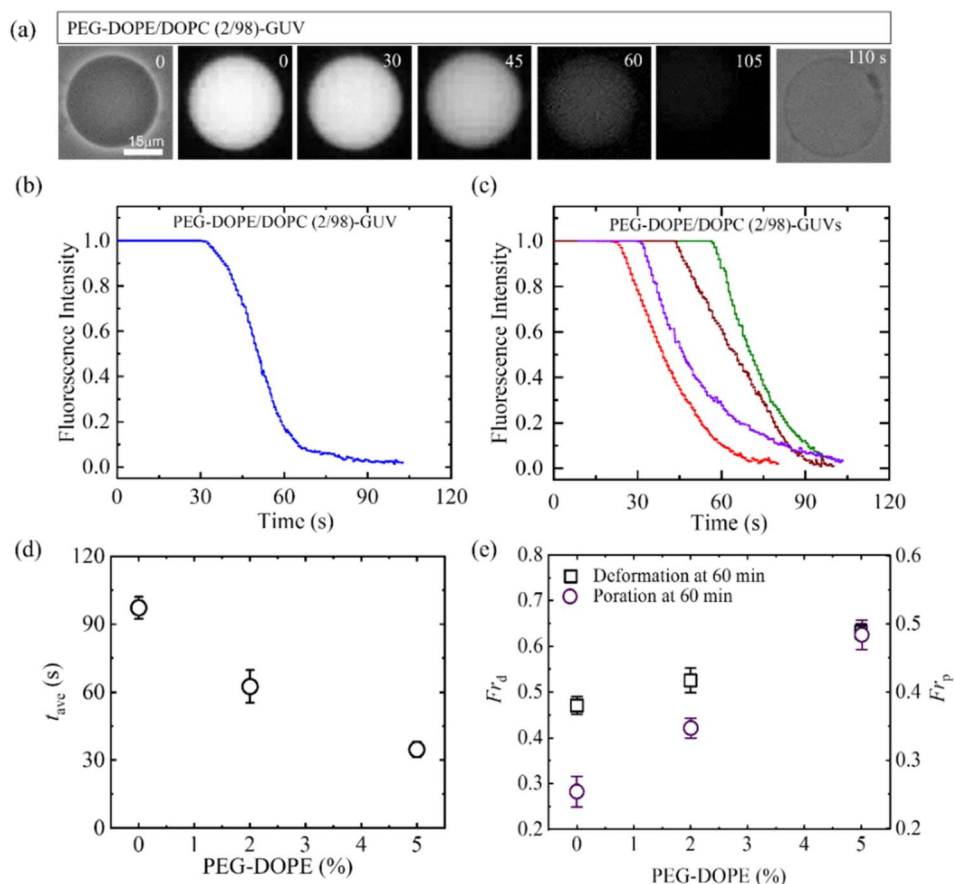 (a)
PEG-DOPE/DOPC (2/98)-GUV
0 0 30 45 60 105 110 s
15μm
(b)
PEG-DOPE/DOPC (2/98)-GUV
Fluorescence Intensity
1.0
0.8
0.6
0.4
0.2
0.0
0 30 60 90 120
Time (s)
(c)
PEG-DOPE/DOPC (2/98)-GUVs
Fluorescence Intensity
1.0
0.8
0.6
0.4
0.2
0.0
0 30 60 90 120
Time (s)
(d)
t_ave (s)
120
90
60
30
0
0 1 2 3 4 5
PEG-DOPE (%)
(e)
Deformation at 60 min
Poration at 60 min
Fr_d
0.8
0.7
0.6
0.5
0.4
0.3
0.2
0.6
0.5
0.4
0.3
0.2
Fr_p
0 1 2 3 4 5
PEG-DOPE (%)